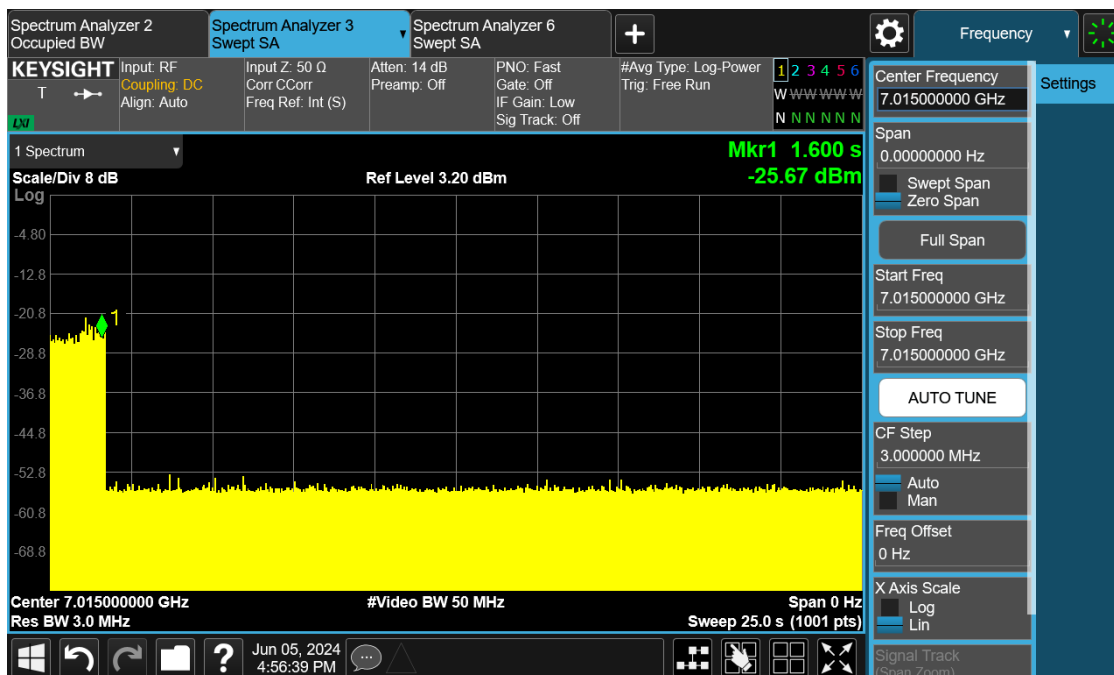 Spectrum Analyzer 2
Occupied BW
Spectrum Analyzer 3
Swept SA
Spectrum Analyzer 6
Swept SA
Frequency
KEYSIGHT
T
LXI
Input: RF
Coupling: DC
Align: Auto
Input Z: 50 Ω
Corr CCorr
Freq Ref: Int (S)
Atten: 14 dB
Preamp: Off
PNO: Fast
Gate: Off
IF Gain: Low
Sig Track: Off
#Avg Type: Log-Power
Trig: Free Run
1 2 3 4 5 6
W W W W W W
N N N N N N
1 Spectrum
Scale/Div 8 dB
Ref Level 3.20 dBm
Mkr1 1.600 s
-25.67 dBm
Log
-4.80
-12.8
-20.8
-28.8
-36.8
-44.8
-52.8
-60.8
-68.8
1
Center 7.015000000 GHz
#Video BW 50 MHz
Span 0 Hz
Res BW 3.0 MHz
Sweep 25.0 s (1001 pts)
?
Jun 05, 2024
4:56:39 PM
Center Frequency
7.015000000 GHz
Span
0.00000000 Hz
Swept Span
Zero Span
Full Span
Start Freq
7.015000000 GHz
Stop Freq
7.015000000 GHz
AUTO TUNE
CF Step
3.000000 MHz
Auto
Man
Freq Offset
0 Hz
X Axis Scale
Log
Lin
Signal Track
(Span Zoom)
Settings